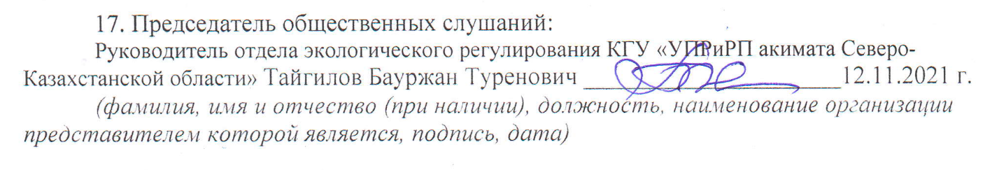 17. Председатель общественных слушаний:
Руководитель отдела экологического регулирования КГУ «УПРиРП акимата Северо-
Казахстанской области» Тайгилов Бауржан Туренович ____________________12.11.2021 г.
(фамилия, имя и отчество (при наличии), должность, наименование организации
представителем которой является, подпись, дата)